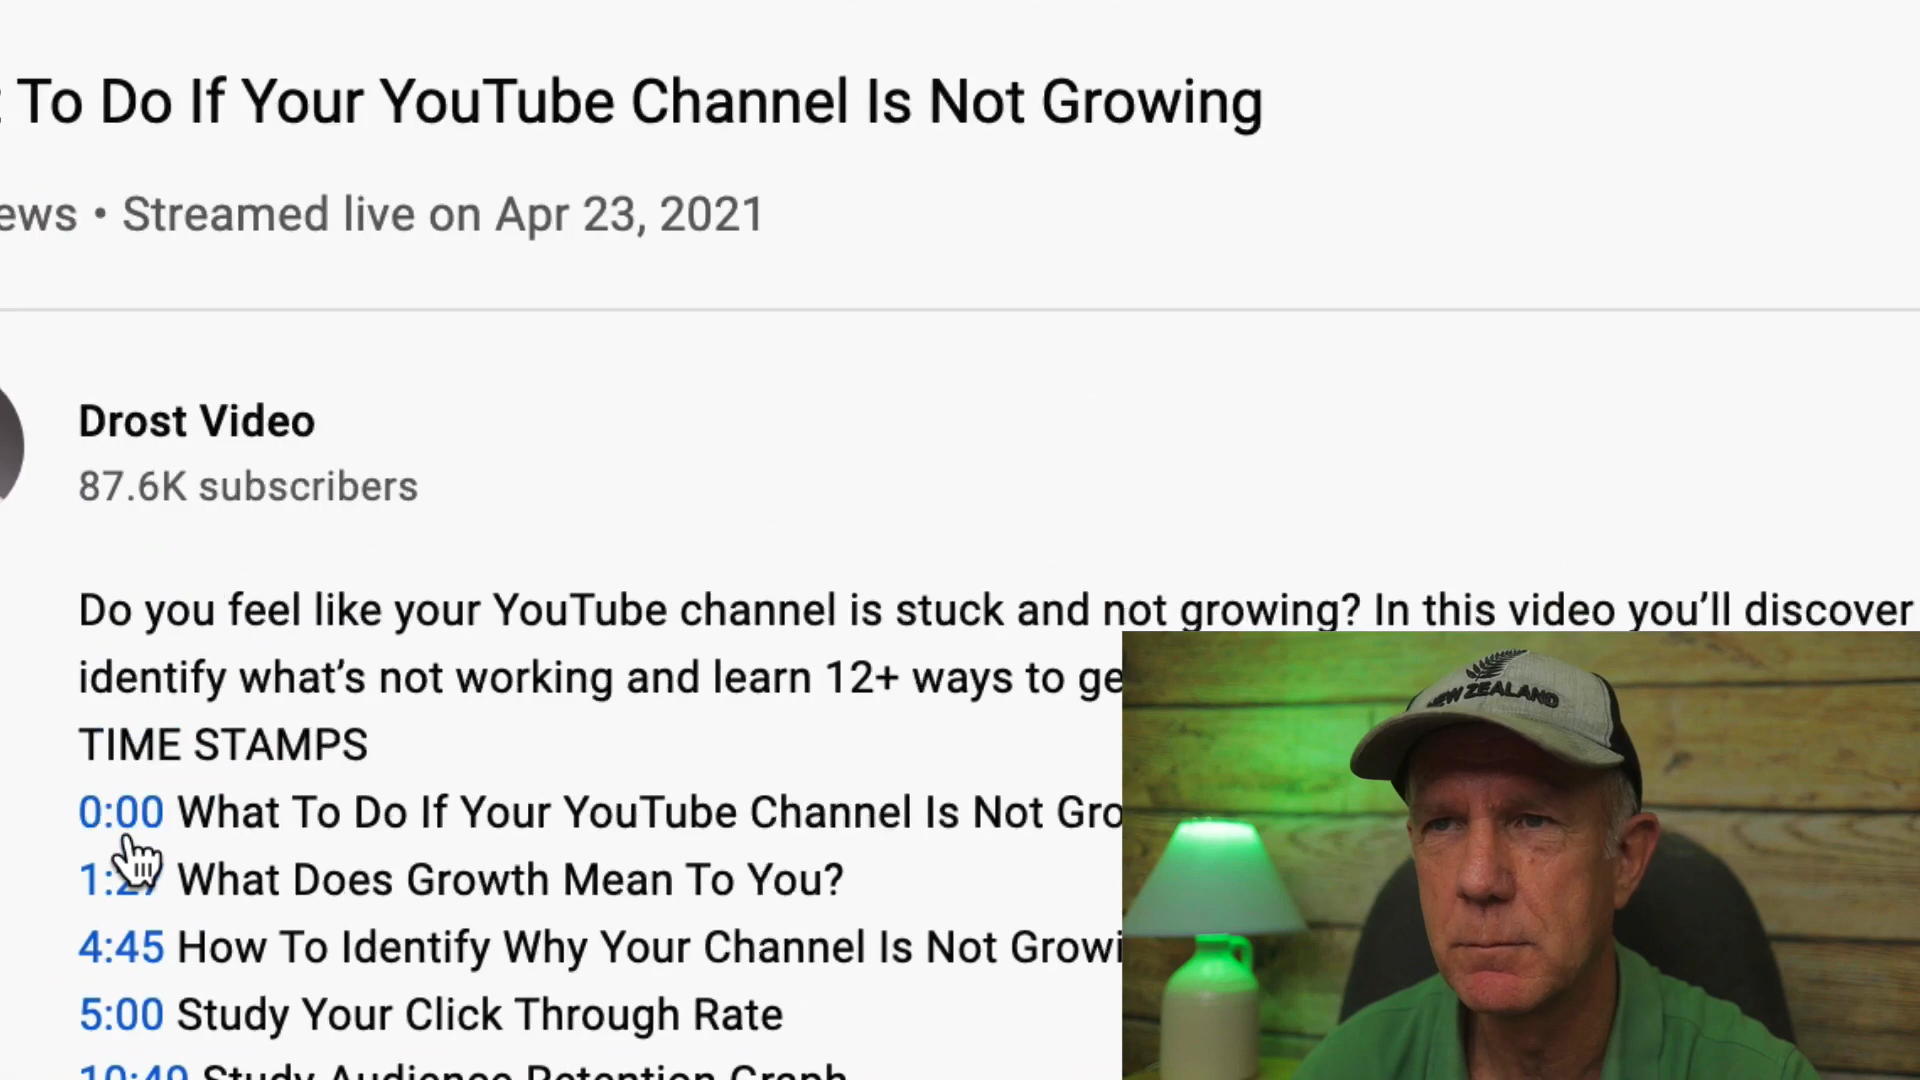 To Do If Your YouTube Channel Is Not Growing
• Streamed live on Apr 23, 2021
Drost Video
87.6K subscribers
Do you feel like your YouTube channel is stuck and not growing? In this video you’ll discover
identify what’s not working and learn 12+ ways to
TIME STAMPS
0:00 What To Do If Your YouTube Channel Is Not
What Does Growth Mean To You?
4:45 How To Identify Why Your Channel Is Not
5:00 Study Your Click Through Rate
Study Audience Retention Graph
NEW ZEALAND